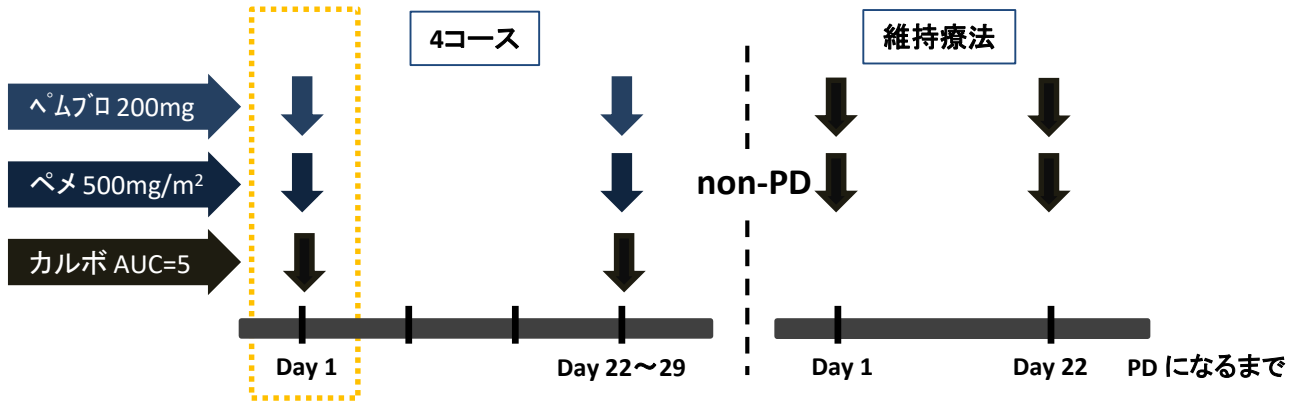 4コース
維持療法
ペムブロ 200mg
ペメ 500mg/m²
non-PD
カルボ AUC=5
Day 1
Day 22～29
Day 1
Day 22
PD になるまで